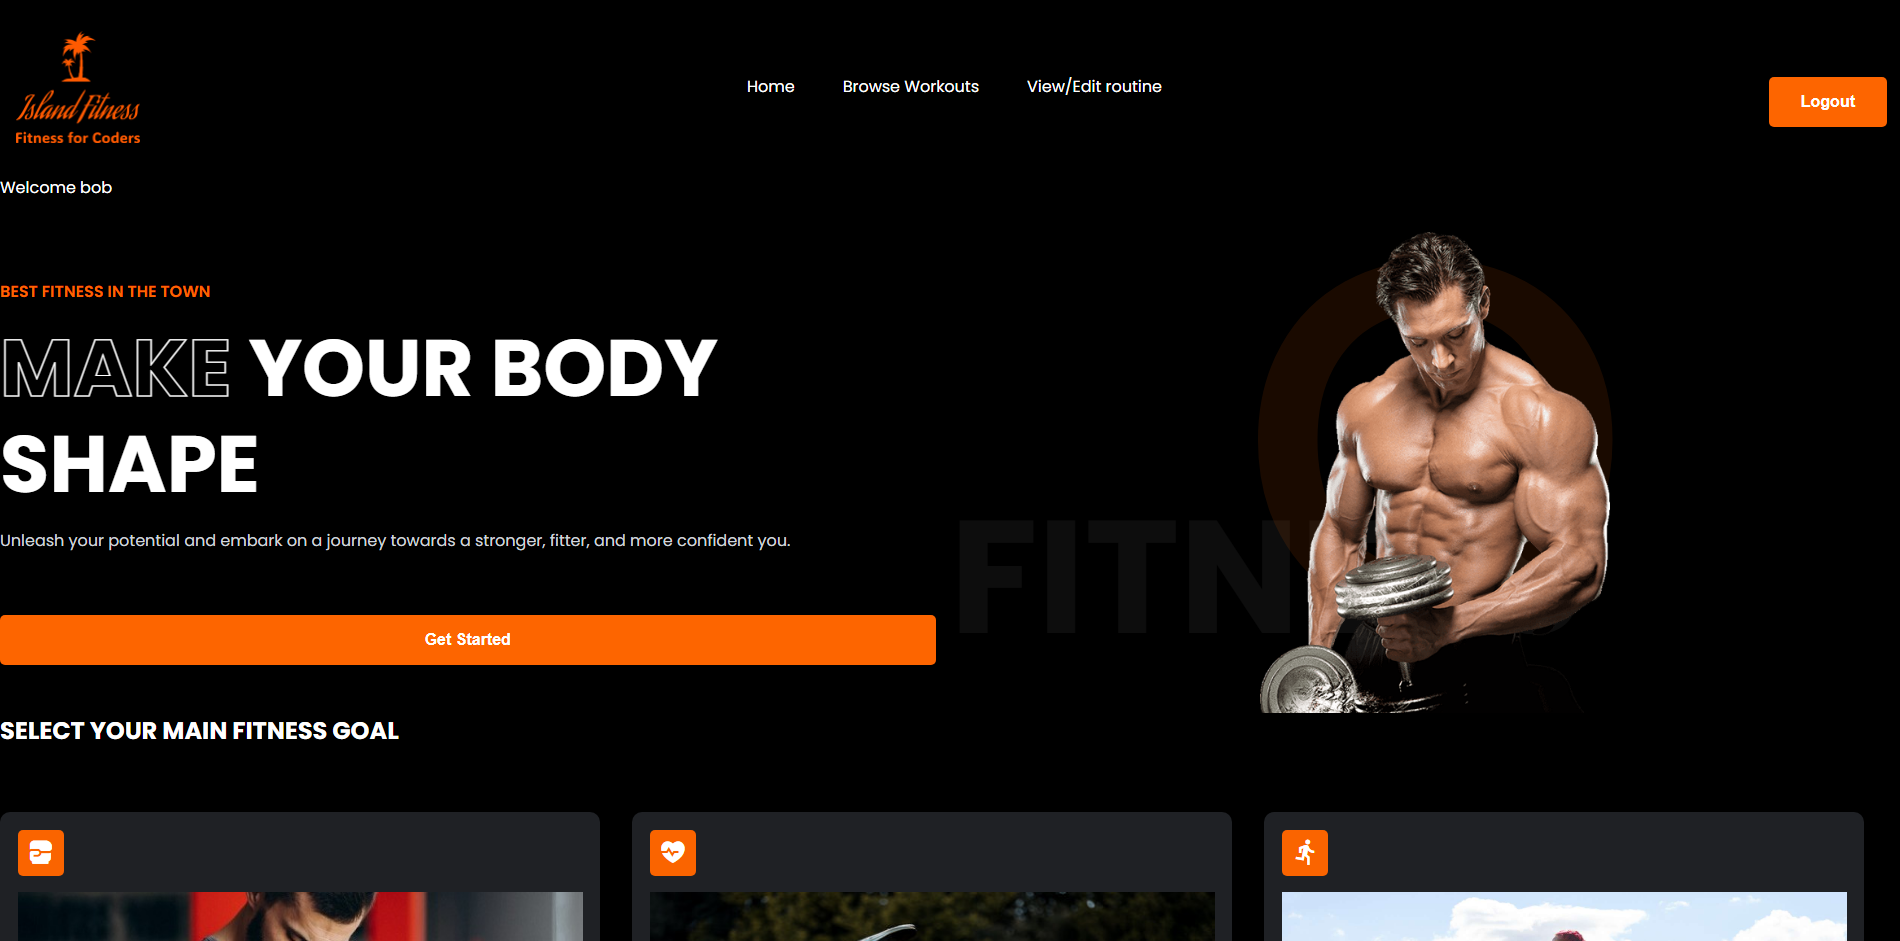 Island Fitness
Fitness for Coders
Home
Browse Workouts
View/Edit routine
Logout
Welcome bob
BEST FITNESS IN THE TOWN
MAKE YOUR BODY
SHAPE
Unleash your potential and embark on a journey towards a stronger, fitter, and more confident you.
FITN
Get Started
SELECT YOUR MAIN FITNESS GOAL